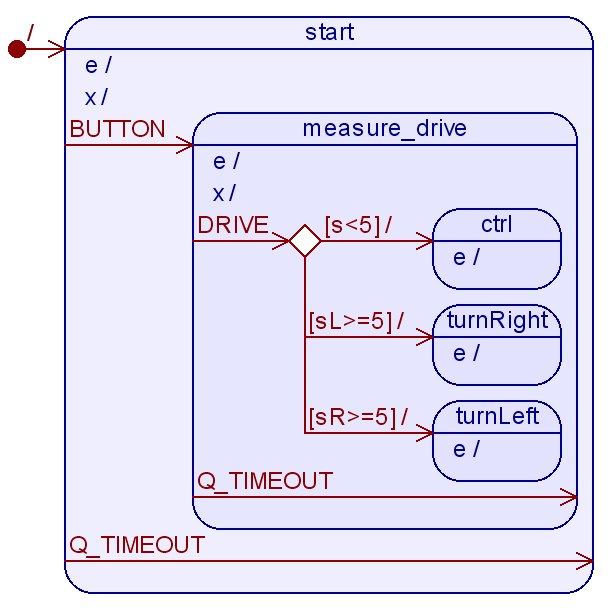 /
start
e /
x /
BUTTON
measure_drive
e /
x /
DRIVE
[s<5] /
ctrl
e /
[sL>=5] /
turnRight
e /
[sR>=5] /
turnLeft
e /
Q_TIMEOUT
Q_TIMEOUT